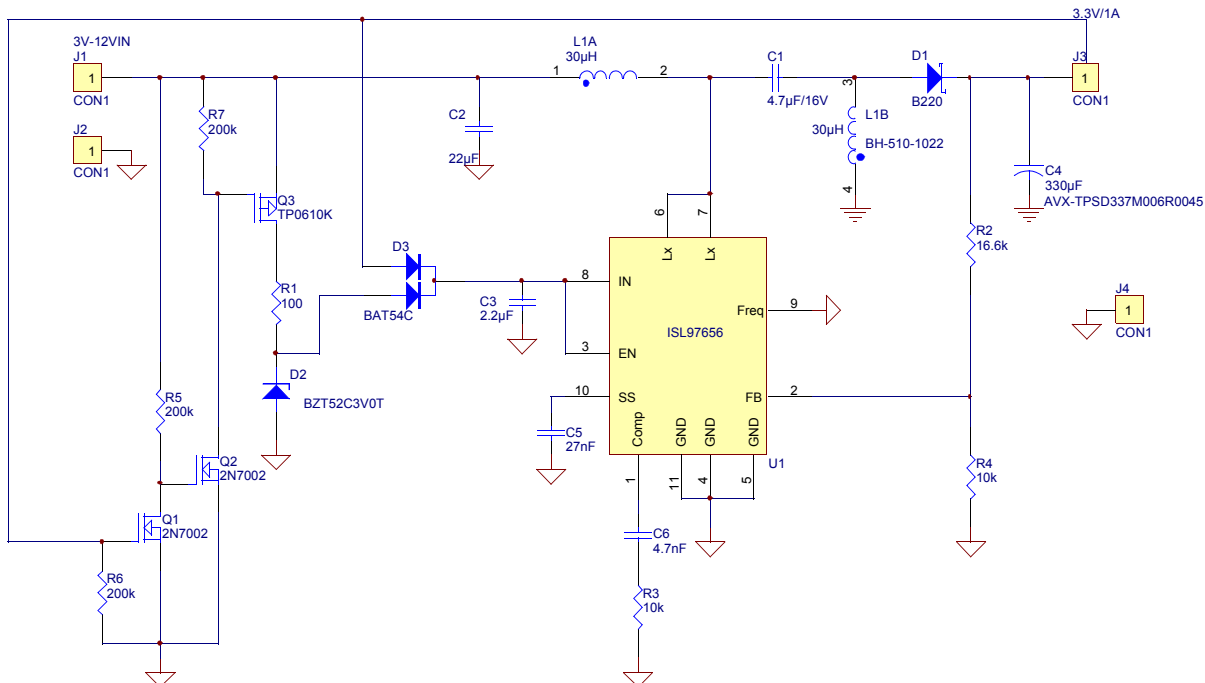 3.3V/1A
3V-12VIN
J1
1
CON1
J2
1
CON1
R7
200k
L1A
30µH
1
2
C1
4.7µF/16V
D1
B220
J3
1
CON1
C2
22µF
3
L1B
30µH
BH-510-1022
4
C4
330µF
AVX-TPSD337M006R0045
Q3
TP0610K
R1
100
D3
BAT54C
C3
2.2µF
6
7
Lx
Lx
8
IN
3
EN
10
SS
Freq
9
ISL97656
FB
2
Comp
GND
GND
GND
U1
1
11
4
5
R2
16.6k
J4
1
CON1
D2
BZT52C3V0T
R5
200k
Q2
2N7002
Q1
2N7002
R6
200k
C5
27nF
C6
4.7nF
R3
10k
R4
10k